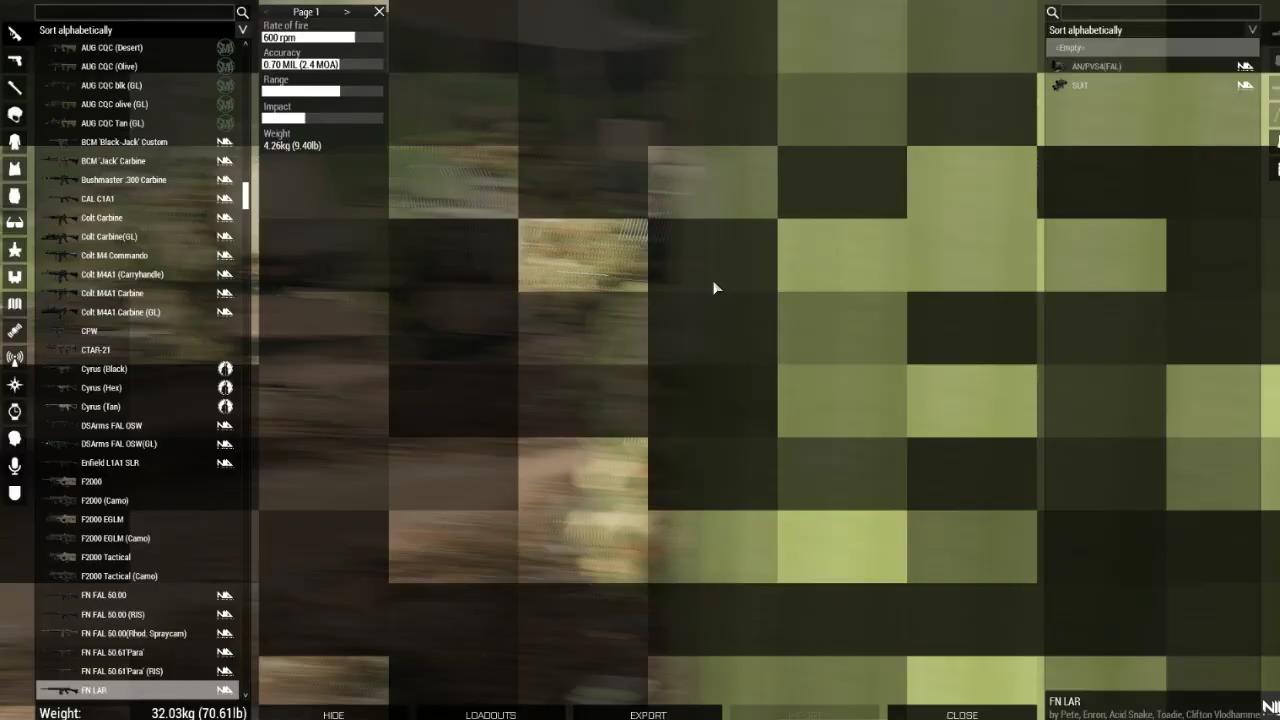 Sort alphabetically
AUG CQC (Desert)
AUG CQC (Olive)
AUG CQC blk (GL)
AUG CQC olive (GL)
AUG CQC Tan (GL)
BCM 'Black-Jack' Custom
BCM 'Jack' Carbine
Bushmaster .300 Carbine
CAL C1A1
Colt Carbine
Colt Carbine(GL)
Colt M4 Commando
Colt M4A1 (Carryhandle)
Colt M4A1 Carbine
Colt M4A1 Carbine (GL)
CPW
CTAR-21
Cyrus (Black)
Cyrus (Hex)
Cyrus (Tan)
DSArms FAL OSW
DSArms FAL OSW(GL)
Enfield L1A1 SLR
F2000
F2000 (Camo)
F2000 EGLM
F2000 EGLM (Camo)
F2000 Tactical
F2000 Tactical (Camo)
FN FAL 50.00
FN FAL 50.00 (RIS)
FN FAL 50.00(Rhod. Spraycam)
FN FAL 50.61'Para'
FN FAL 50.61'Para' (RIS)
FN LAR
Weight: 32.03kg (70.61lb)
Page 1 >
Rate of fire
600 rpm
Accuracy
0.70 MIL (2.4 MOA)
Range
Impact
Weight
4.26kg (9.40lb)
Sort alphabetically
<Empty>
AN/PVS4(FAL)
SUIT
HIDE LOADOUTS EXPORT CLOSE
FN LAR
by Pete, Enron, Acid Snake, Toadie, Clifton Vlodhamme